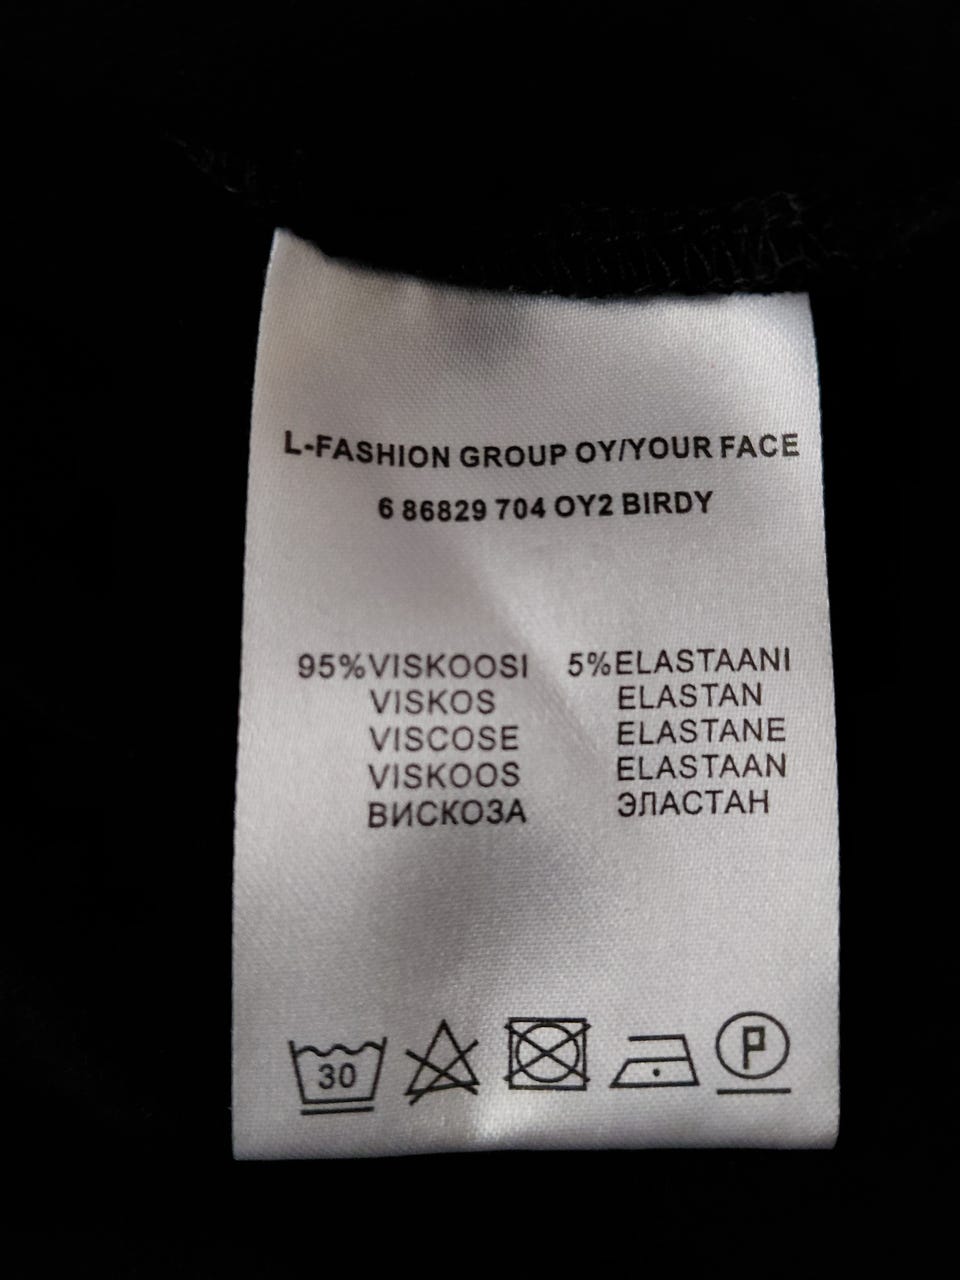 L-FASHION GROUP OY/YOUR FACE
6 86829 704 OY2 BIRDY
95%VISKOOSI 5%ELASTAANI
VISKOS ELASTAN
VISCOSE ELASTANE
VISKOOS ELASTAAN
ВИСКОЗА ЭЛАСТАН
30 P